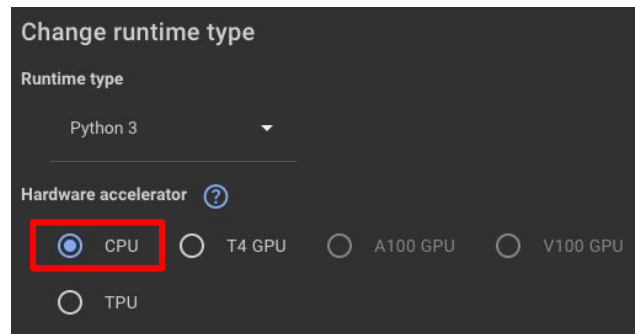 Change runtime type
Runtime type
Python 3
Hardware accelerator ?
CPU T4 GPU A100 GPU V100 GPU
TPU